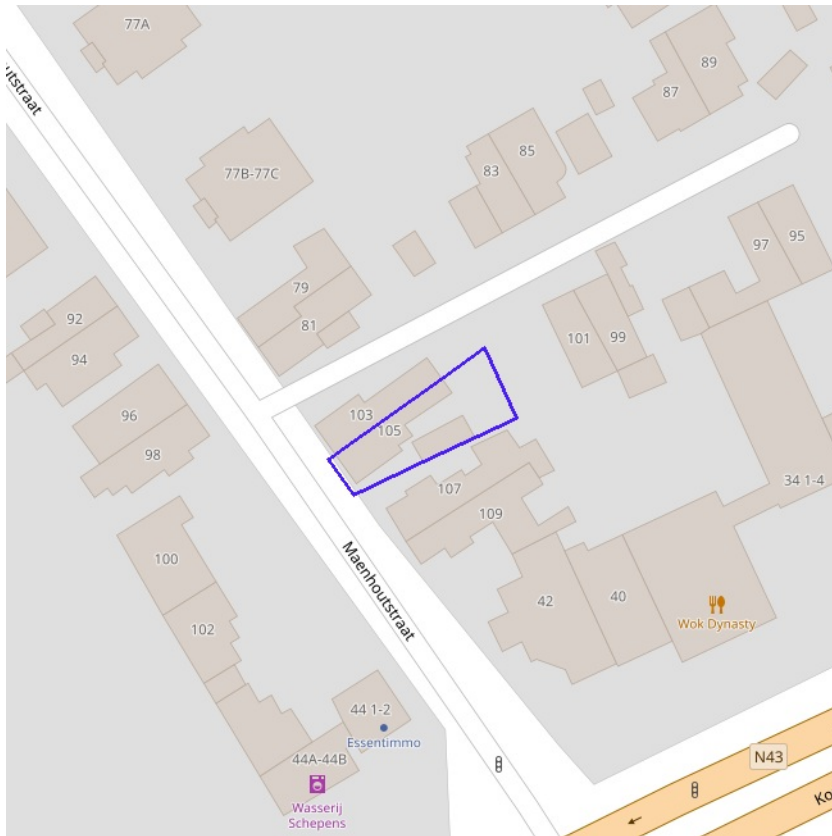 77A
89
87
utstraat
85
83
77B-77C
97
95
79
81
92
101
99
94
96
103
105
98
107
34 1-4
109
100
Maenhoutstraat
42
40
102
Wok Dynasty
44 1-2
Essentimmo
44A-44B
N43
Wasserij
Schepens
Ko